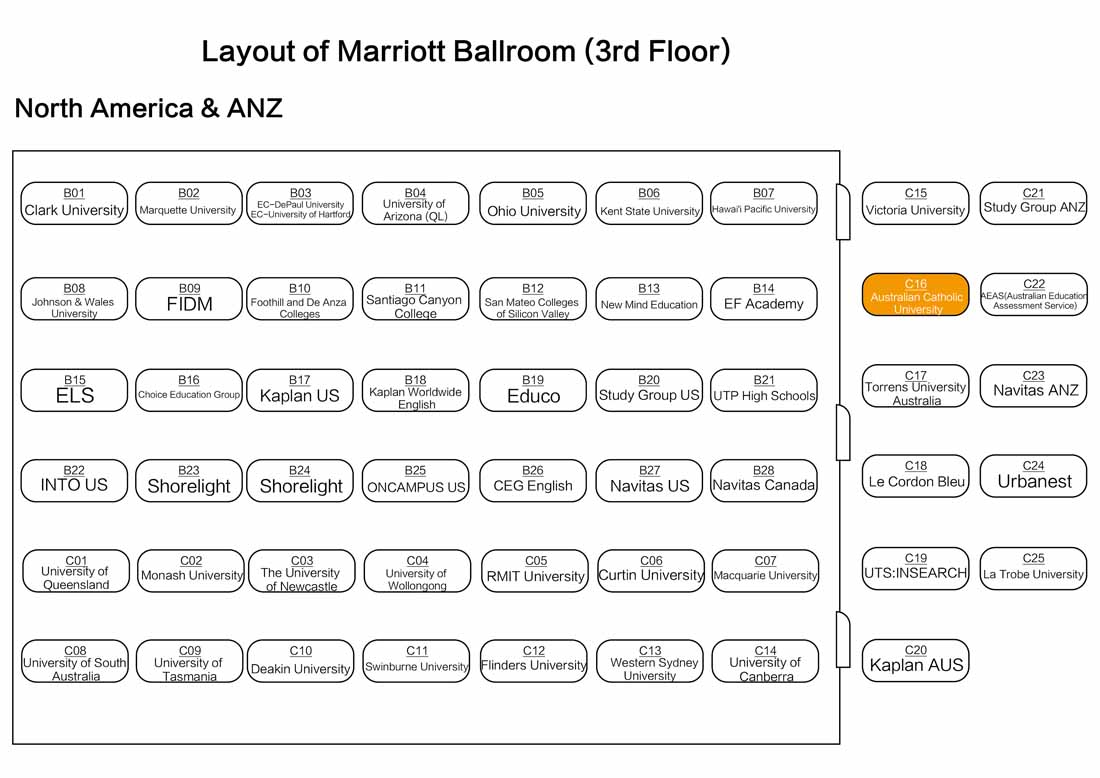 Layout of Marriott Ballroom (3rd Floor)
North America & ANZ
B01
Clark University
B02
Marquette University
B03
EC-DePaul University
EC-University of Hartford
B04
University of
Arizona (QL)
B05
Ohio University
B06
Kent State University
B07
Hawai'i Pacific University
C15
Victoria University
C21
Study Group ANZ
B08
Johnson & Wales
University
B09
FIDM
B10
Foothill and De Anza
Colleges
B11
Santiago Canyon
College
B12
San Mateo Colleges
of Silicon Valley
B13
New Mind Education
B14
EF Academy
C16
Australian Catholic
University
C22
AEAS(Australian Education
Assessment Service)
B15
ELS
B16
Choice Education Group
B17
Kaplan US
B18
Kaplan Worldwide
English
B19
Educo
B20
Study Group US
B21
UTP High Schools
C17
Torrens University
Australia
C23
Navitas ANZ
B22
INTO US
B23
Shorelight
B24
Shorelight
B25
ONCAMPUS US
B26
CEG English
B27
Navitas US
B28
Navitas Canada
C18
Le Cordon Bleu
C24
Urbanest
C01
University of
Queensland
C02
Monash University
C03
The University
of Newcastle
C04
University of
Wollongong
C05
RMIT University
C06
Curtin University
C07
Macquarie University
C19
UTS:INSEARCH
C25
La Trobe University
C08
University of South
Australia
C09
University of
Tasmania
C10
Deakin University
C11
Swinburne University
C12
Flinders University
C13
Western Sydney
University
C14
University of
Canberra
C20
Kaplan AUS